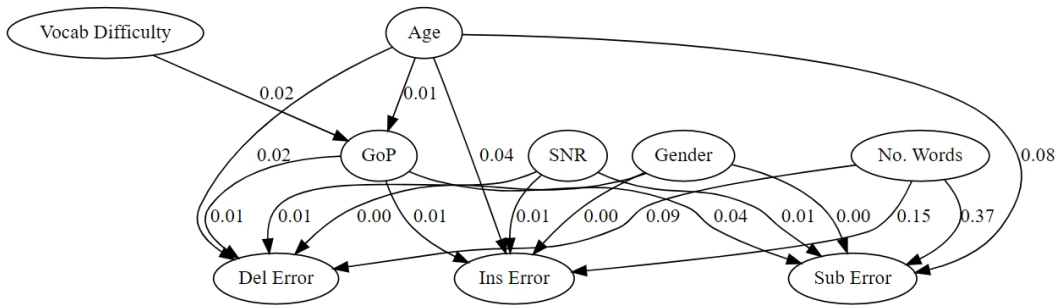 Vocab Difficulty Age
0.02 0.01
0.02 GoP 0.04 SNR Gender No. Words 0.08
0.01 0.01 0.00 0.01 0.01 0.00 0.09 0.04 0.01 0.00 0.15 0.37
Del Error Ins Error Sub Error